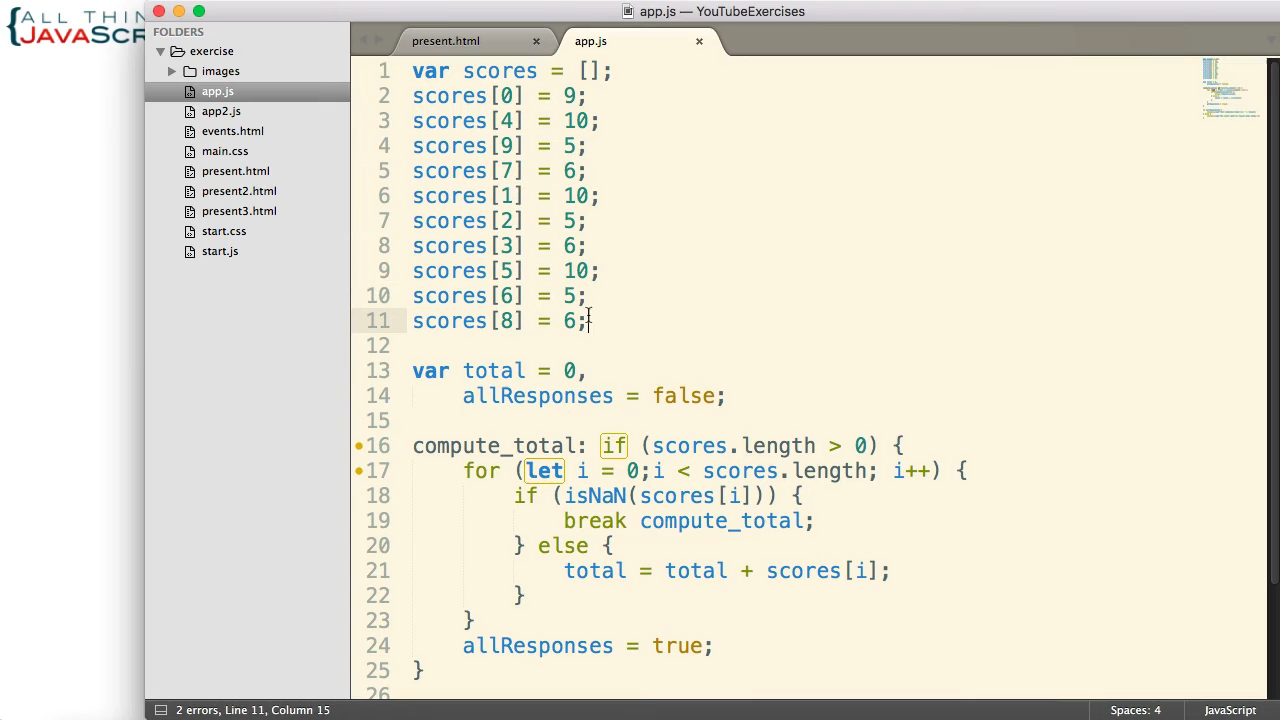 ALL THIN
{JAVASCR
app.js — YouTubeExercises
FOLDERS
exercise
images
app.js
app2.js
events.html
main.css
present.html
present2.html
present3.html
start.css
start.js
present.html
app.js
1 var scores = [];
2 scores[0] = 9;
3 scores[4] = 10;
4 scores[9] = 5;
5 scores[7] = 6;
6 scores[1] = 10;
7 scores[2] = 5;
8 scores[3] = 6;
9 scores[5] = 10;
10 scores[6] = 5;
11 scores[8] = 6;
12
13 var total = 0,
14 allResponses = false;
15
16 compute_total: if (scores.length > 0) {
17 for (let i = 0;i < scores.length; i++) {
18 if (isNaN(scores[i])) {
19 break compute_total;
20 } else {
21 total = total + scores[i];
22 }
23 }
24 allResponses = true;
25 }
26
2 errors, Line 11, Column 15
Spaces: 4
JavaScript